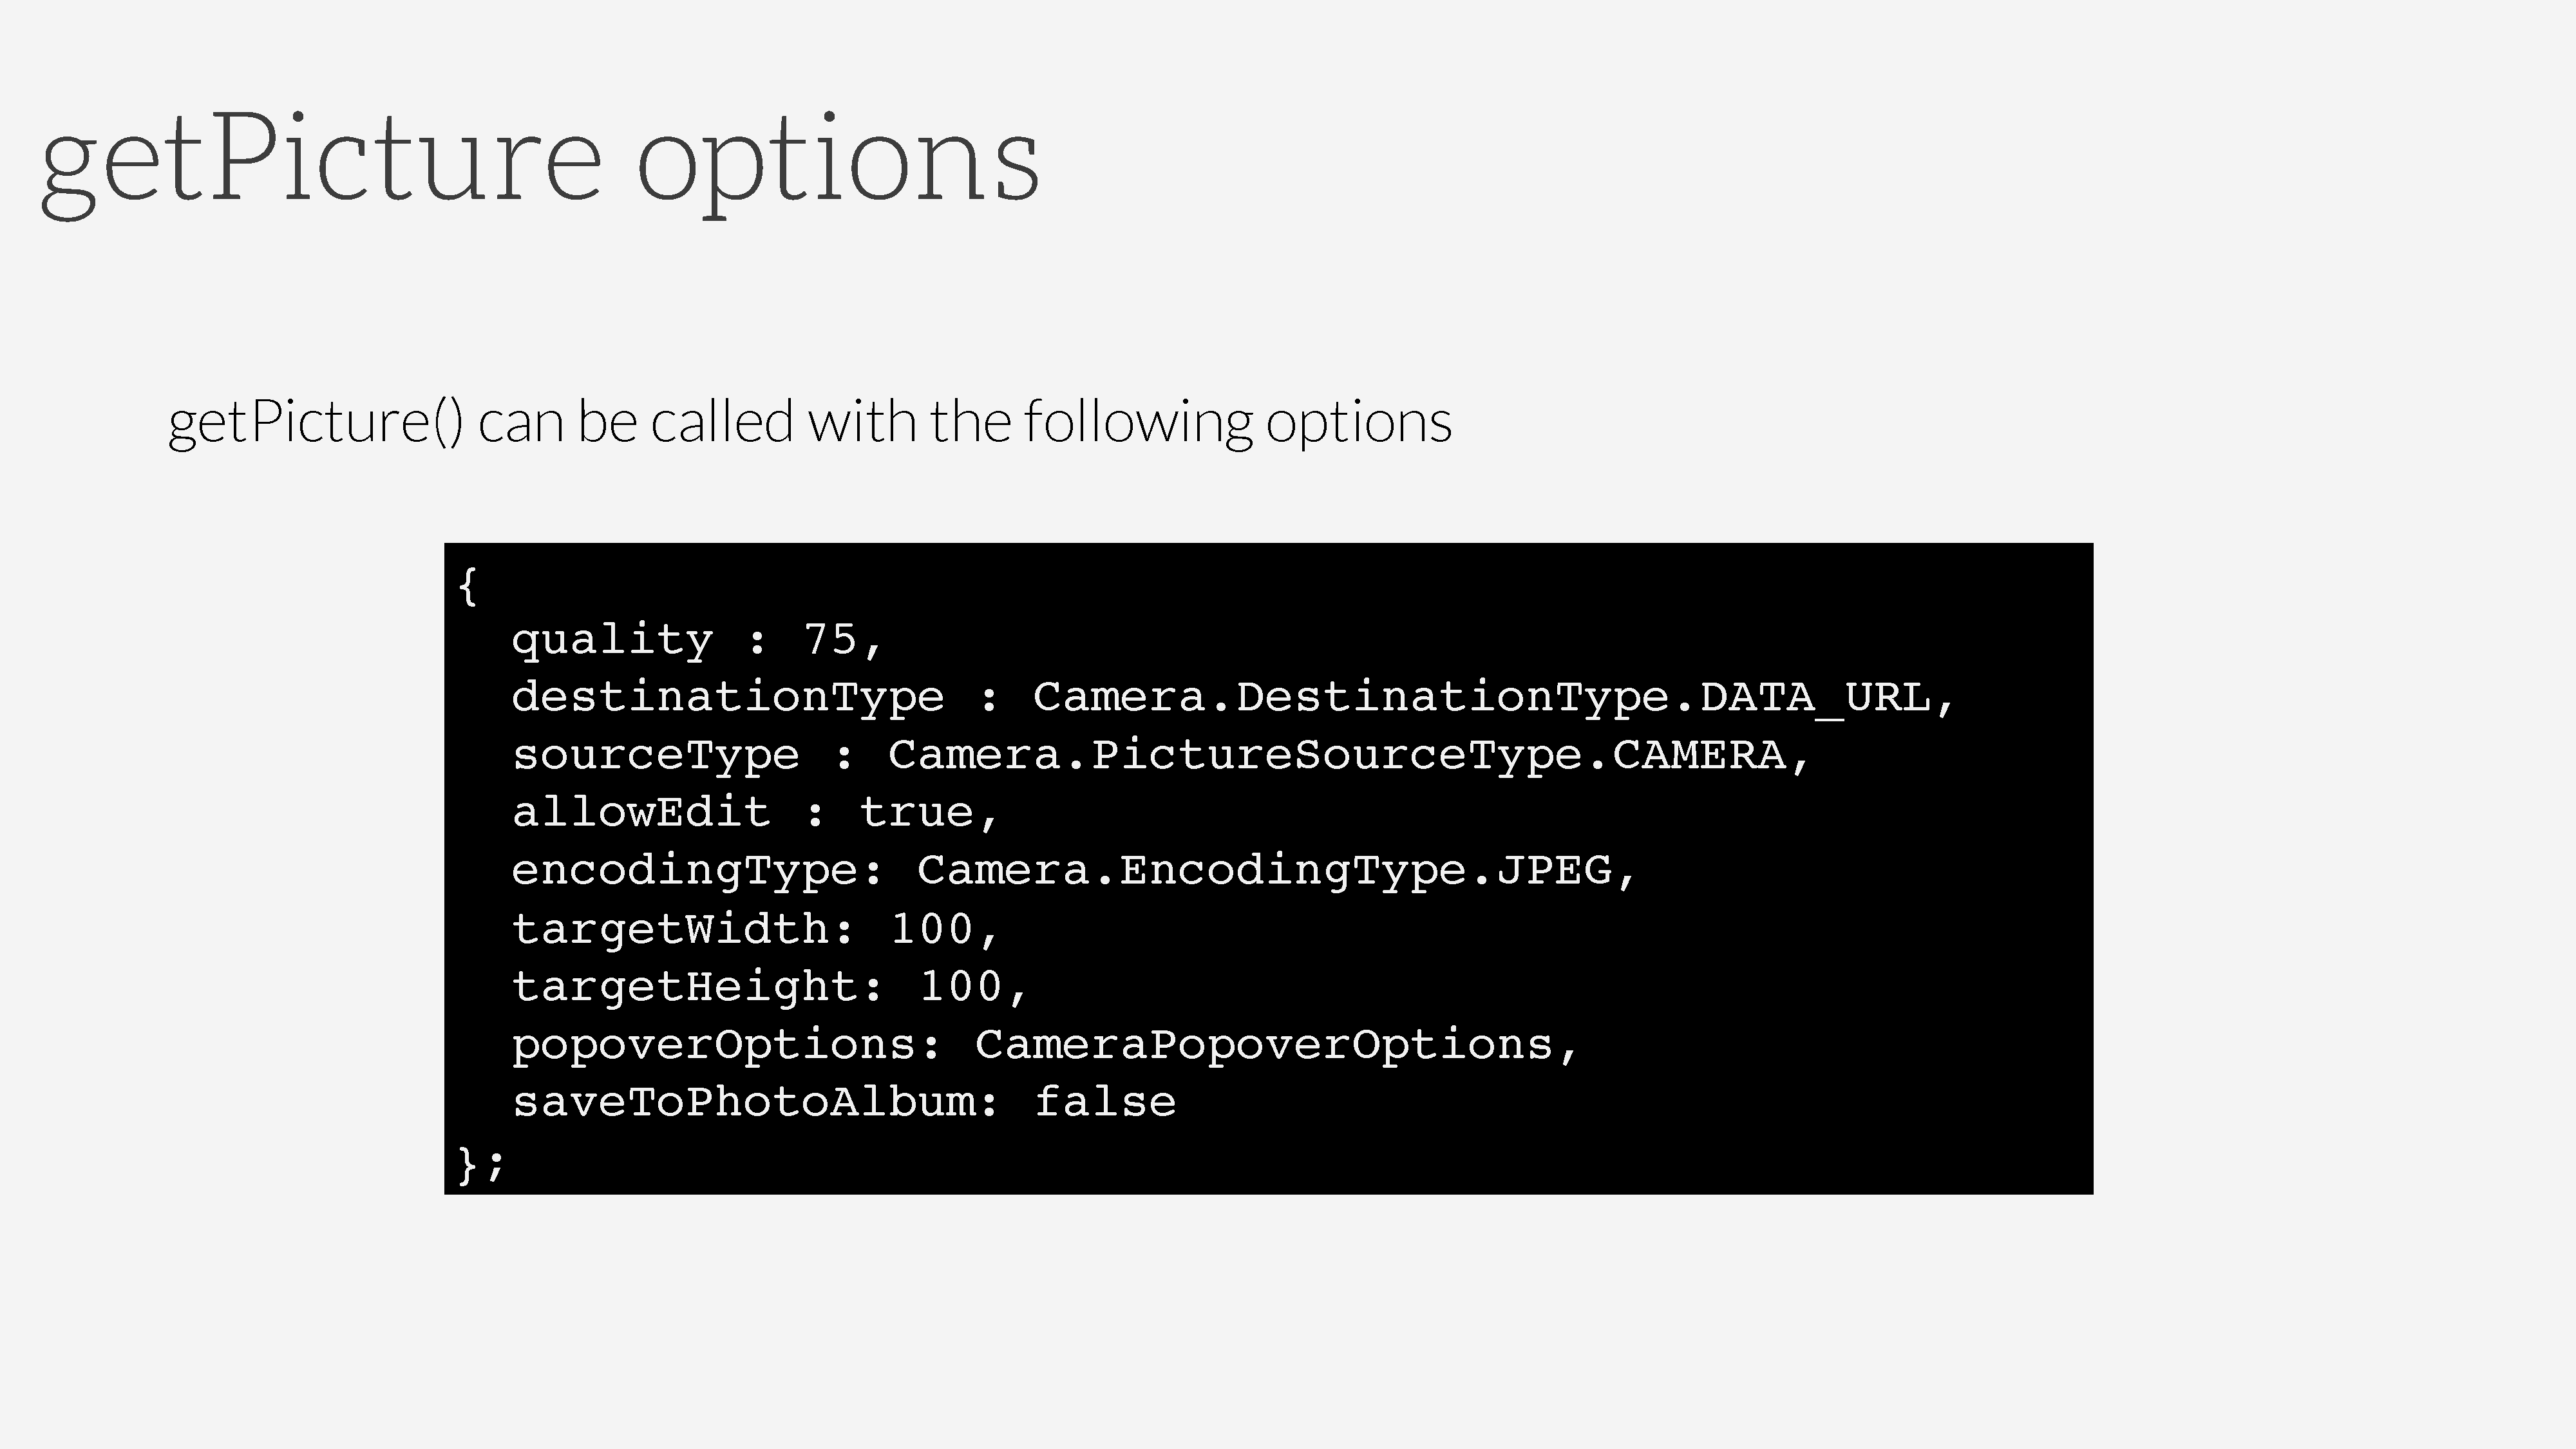 getPicture options
getPicture() can be called with the following options
{
  quality : 75,
  destinationType : Camera.DestinationType.DATA_URL,
  sourceType : Camera.PictureSourceType.CAMERA,
  allowEdit : true,
  encodingType: Camera.EncodingType.JPEG,
  targetWidth: 100,
  targetHeight: 100,
  popoverOptions: CameraPopoverOptions,
  saveToPhotoAlbum: false
};